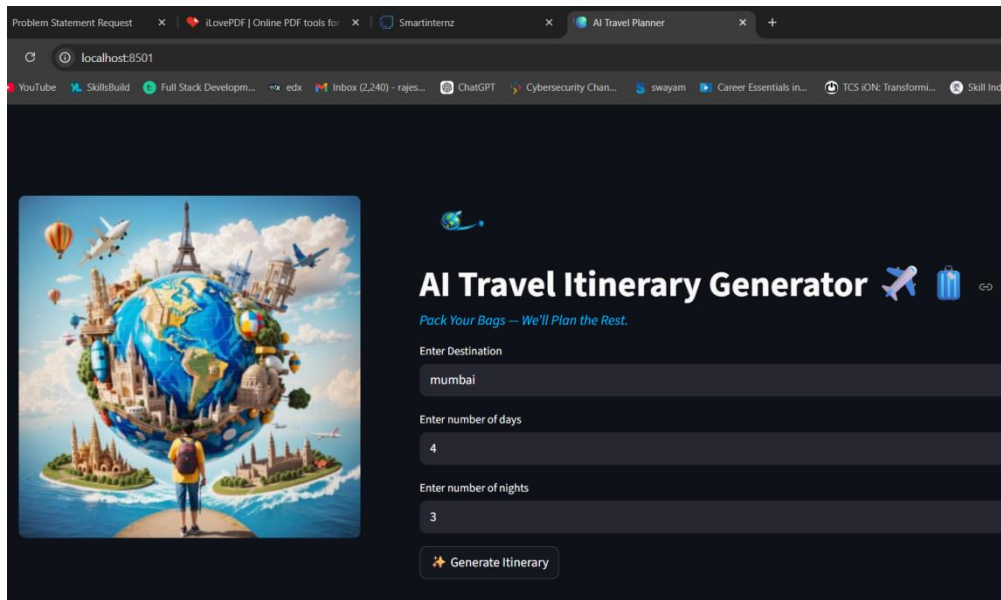 Problem Statement Request
iLovePDF | Online PDF tools for
Smartinternz
AI Travel Planner
localhost:8501
YouTube SkillsBuild Full Stack Developm... edx Inbox (2,240) - rajes... ChatGPT Cybersecurity Chan... swayam Career Essentials in... TCS iON: Transformi... Skill Ind
AI Travel Itinerary Generator
Pack Your Bags — We'll Plan the Rest.
Enter Destination
mumbai
Enter number of days
4
Enter number of nights
3
Generate Itinerary